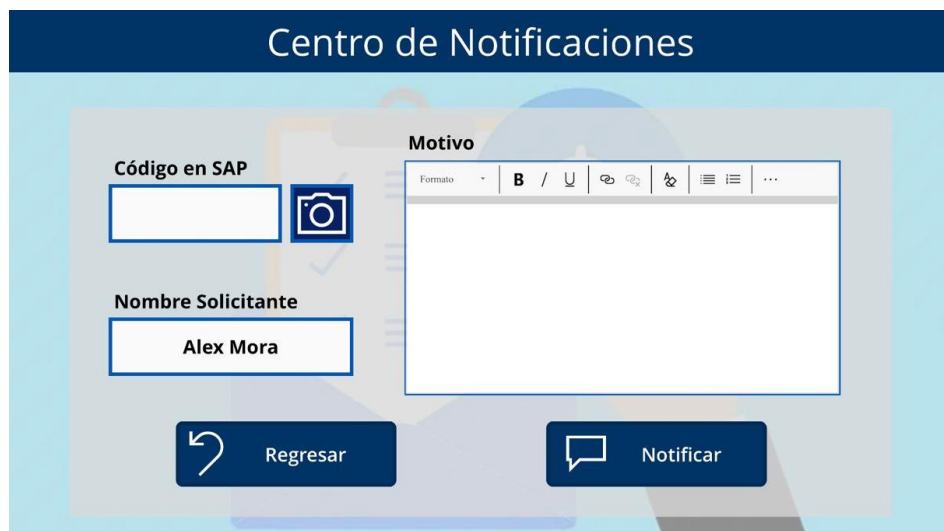 Centro de Notificaciones
Código en SAP
Nombre Solicitante
Alex Mora
Motivo
Formato B I U ...
Regresar
Notificar